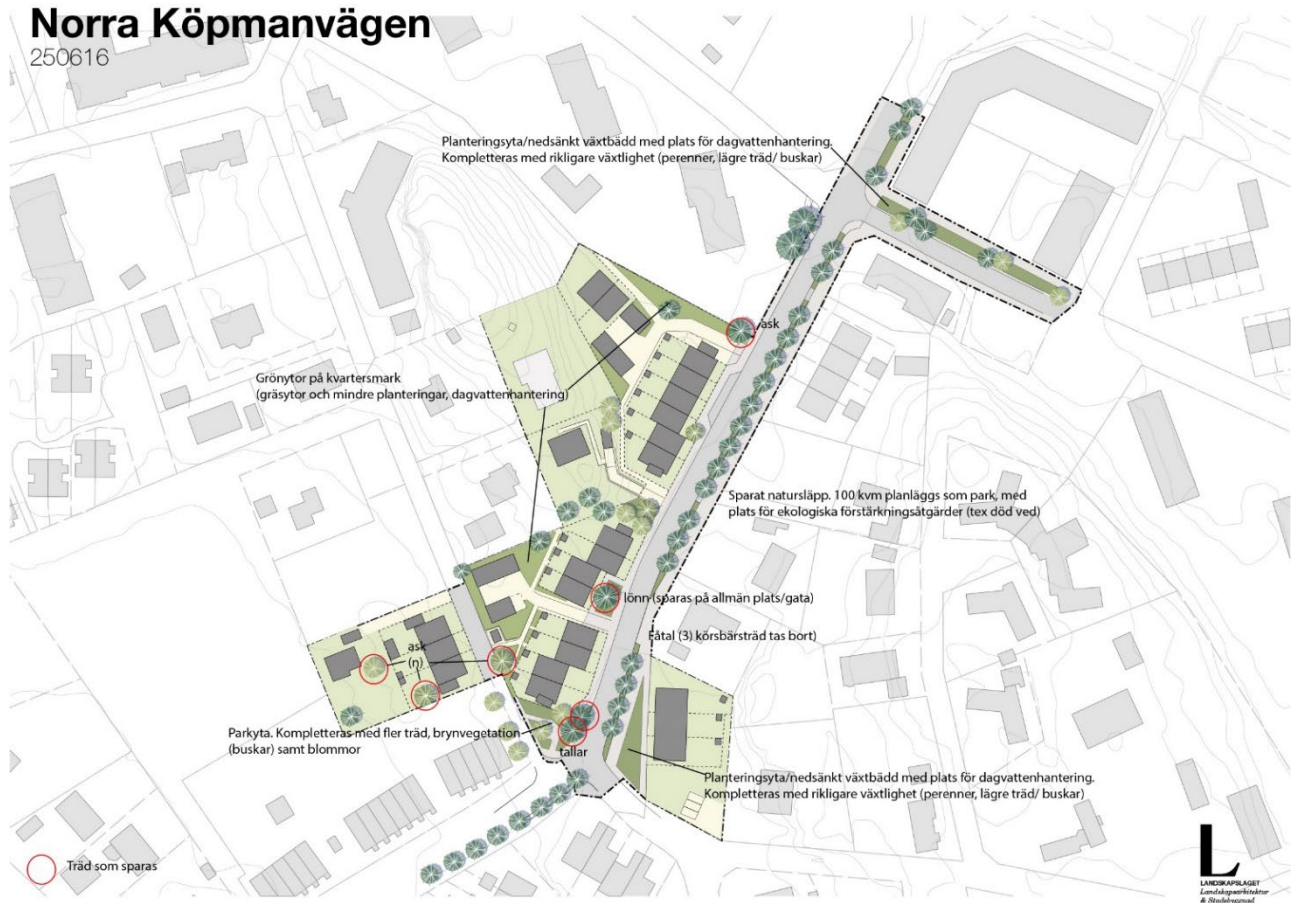 Norra Köpmanvägen
250616
Planteringsyta/nedsänkt växtbädd med plats för dagvattenhantering.
Kompletteras med rikligare växtlighet (perenner, lägre träd/ buskar)
ask
Grönytor på kvartersmark
(gräsytor och mindre planteringar, dagvattenhantering)
Sparat natursläpp. 100 kvm planläggs som park, med
plats för ekologiska förstärkningsåtgärder (tex död ved)
lönn (sparas på allmän plats/gata)
Fåtal (3) körsbärsträd tas bort)
ask
(n)
Parkyta. Kompletteras med fler träd, brynvegetation
(buskar) samt blommor
tallar
Planteringsyta/nedsänkt växtbädd med plats för dagvattenhantering.
Kompletteras med rikligare växtlighet (perenner, lägre träd/ buskar)
Träd som sparas
L
LANDSKAPSLAGET
Landskapsarkitektur
& Stadsbyggnad